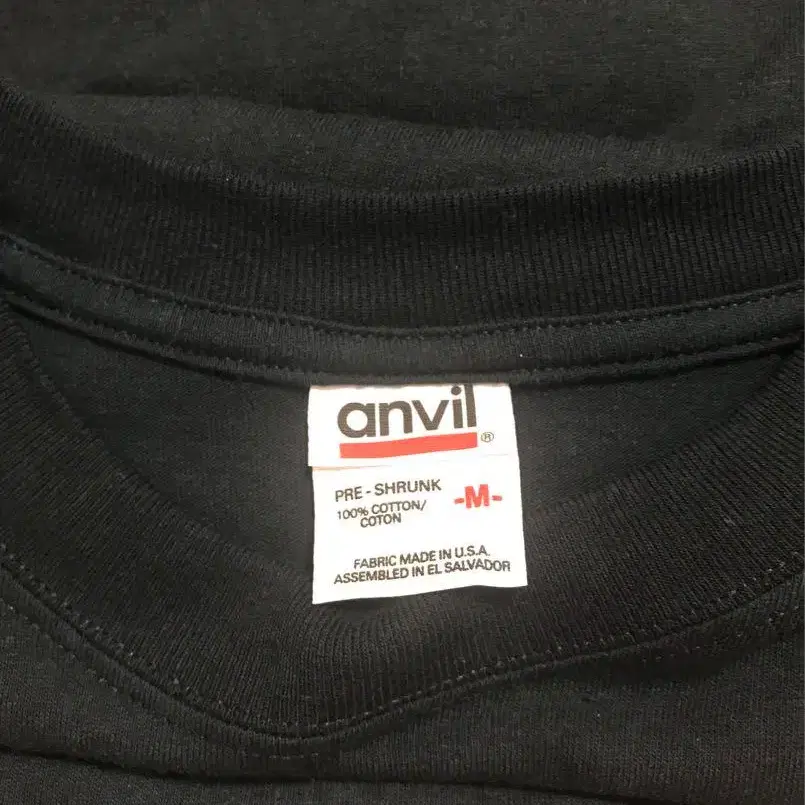 anvil®
PRE-SHRUNK
100% COTTON/
COTON
-M-
FABRIC MADE IN U.S.A.
ASSEMBLED IN EL SALVADOR